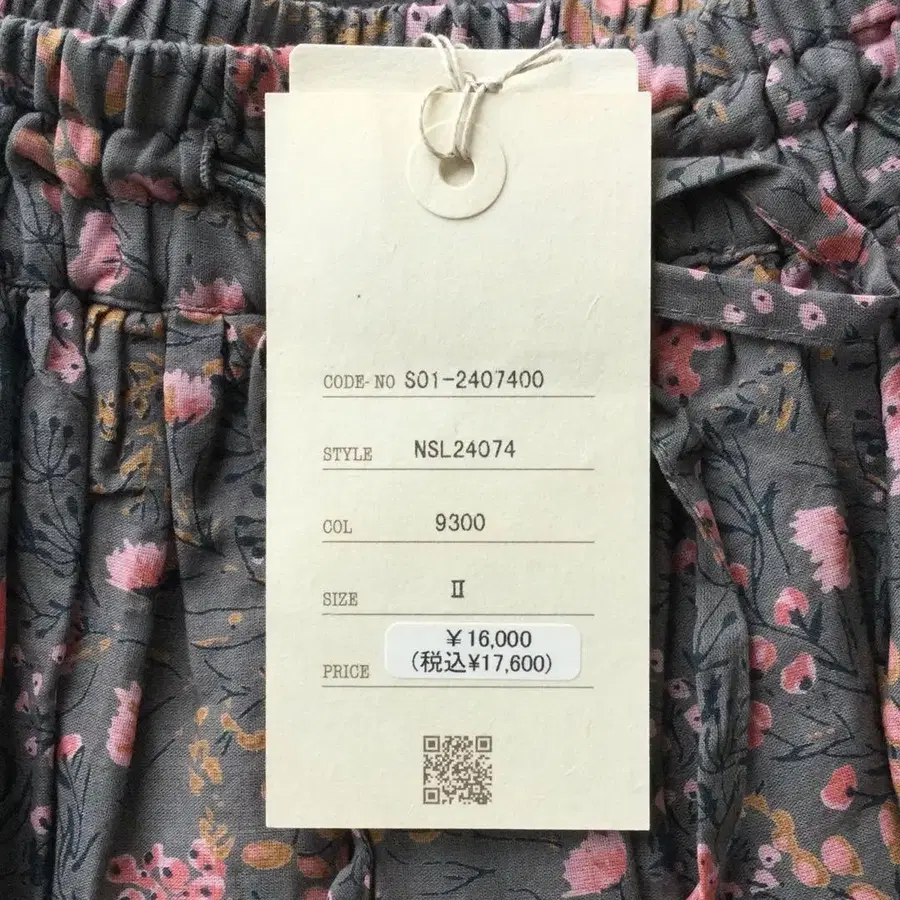 CODE-NO S01-2407400
STYLE NSL24074
COL 9300
SIZE Ⅱ
¥16,000
PRICE (税込¥17,600)